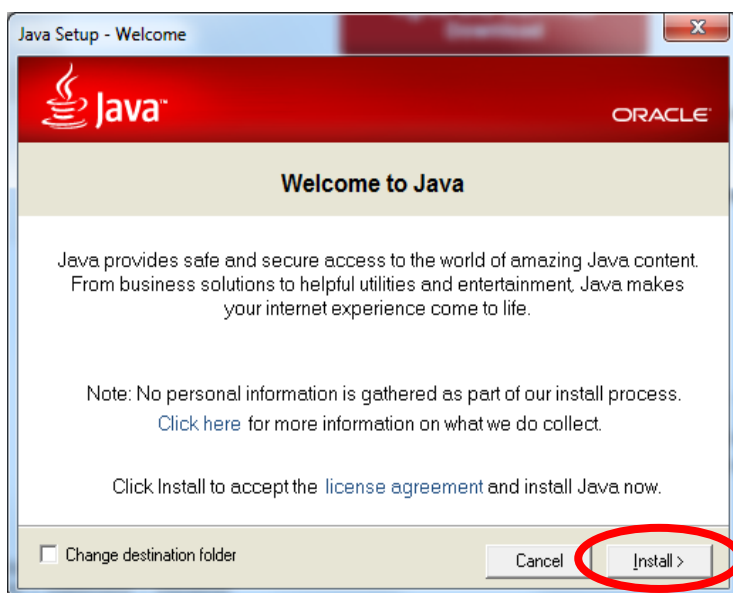 Java Setup - Welcome
Download
Java™
ORACLE®
Welcome to Java
Java provides safe and secure access to the world of amazing Java content.
From business solutions to helpful utilities and entertainment, Java makes
your internet experience come to life.
Note: No personal information is gathered as part of our install process.
Click here for more information on what we do collect.
Click Install to accept the license agreement and install Java now.
Change destination folder
Cancel
Install >